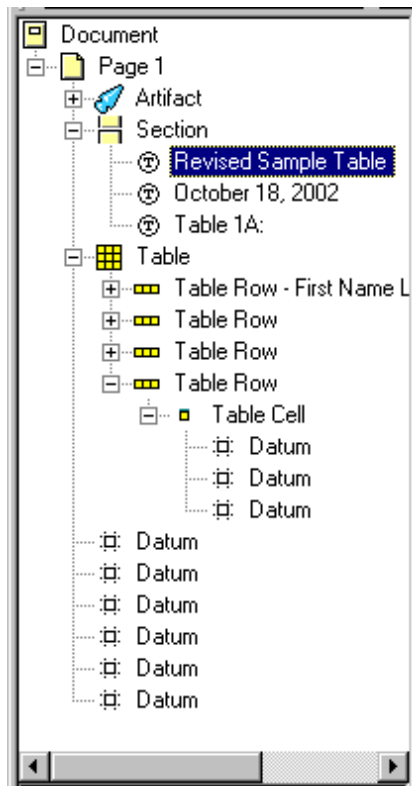 Document
Page 1
Artifact
Section
Revised Sample Table
October 18, 2002
Table 1A:
Table
Table Row - First Name L
Table Row
Table Row
Table Row
Table Cell
Datum
Datum
Datum
Datum
Datum
Datum
Datum
Datum
Datum